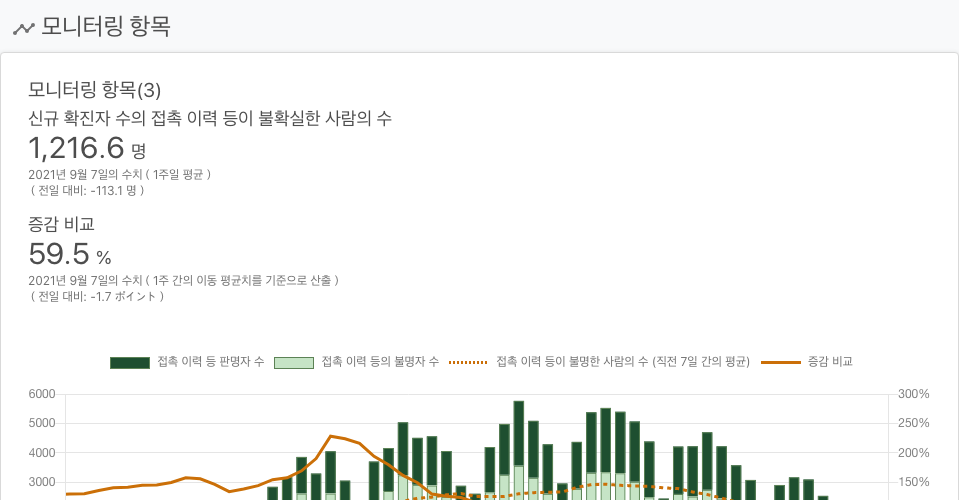 모니터링 항목
모니터링 항목(3)
신규 확진자 수의 접촉 이력 등이 불확실한 사람의 수
1,216.6 명
2021년 9월 7일의 수치 ( 1주일 평균 )
( 전일 대비: -113.1 명 )
증감 비교
59.5 %
2021년 9월 7일의 수치 ( 1주 간의 이동 평균치를 기준으로 산출 )
( 전일 대비: -1.7 ポイント )
접촉 이력 등 판명자 수 접촉 이력 등의 불명자 수 접촉 이력 등이 불명한 사람의 수 (직전 7일 간의 평균) 증감 비교
6000 300%
5000 250%
4000 200%
3000 150%